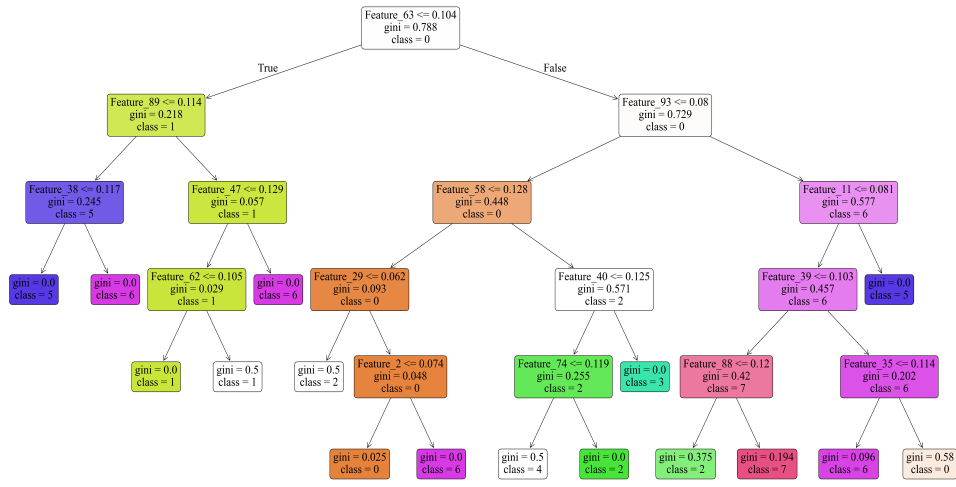 Feature_63 <= 0.104
gini = 0.788
class = 0
True
False
Feature_89 <= 0.114
gini = 0.218
class = 1
Feature_93 <= 0.08
gini = 0.729
class = 0
Feature_38 <= 0.117
gini = 0.245
class = 5
Feature_47 <= 0.129
gini = 0.057
class = 1
Feature_58 <= 0.128
gini = 0.448
class = 0
Feature_11 <= 0.081
gini = 0.577
class = 6
gini = 0.0
class = 5
gini = 0.0
class = 6
Feature_62 <= 0.105
gini = 0.029
class = 1
gini = 0.0
class = 6
Feature_29 <= 0.062
gini = 0.093
class = 0
Feature_40 <= 0.125
gini = 0.571
class = 2
Feature_39 <= 0.103
gini = 0.457
class = 6
gini = 0.0
class = 5
gini = 0.0
class = 1
gini = 0.5
class = 1
gini = 0.5
class = 2
Feature_2 <= 0.074
gini = 0.048
class = 0
Feature_74 <= 0.119
gini = 0.255
class = 2
gini = 0.0
class = 3
Feature_88 <= 0.12
gini = 0.42
class = 7
Feature_35 <= 0.114
gini = 0.202
class = 6
gini = 0.025
class = 0
gini = 0.0
class = 6
gini = 0.5
class = 4
gini = 0.0
class = 2
gini = 0.375
class = 2
gini = 0.194
class = 7
gini = 0.096
class = 6
gini = 0.58
class = 0